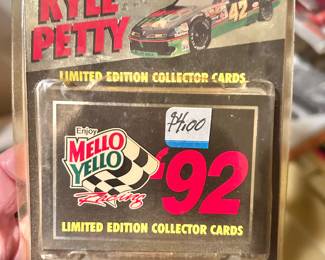 KYLE
PETTY
42
LIMITED EDITION COLLECTOR CARDS
$4.00
Enjoy
MELLO
YELLO
Racing
'92
LIMITED EDITION COLLECTOR CARDS